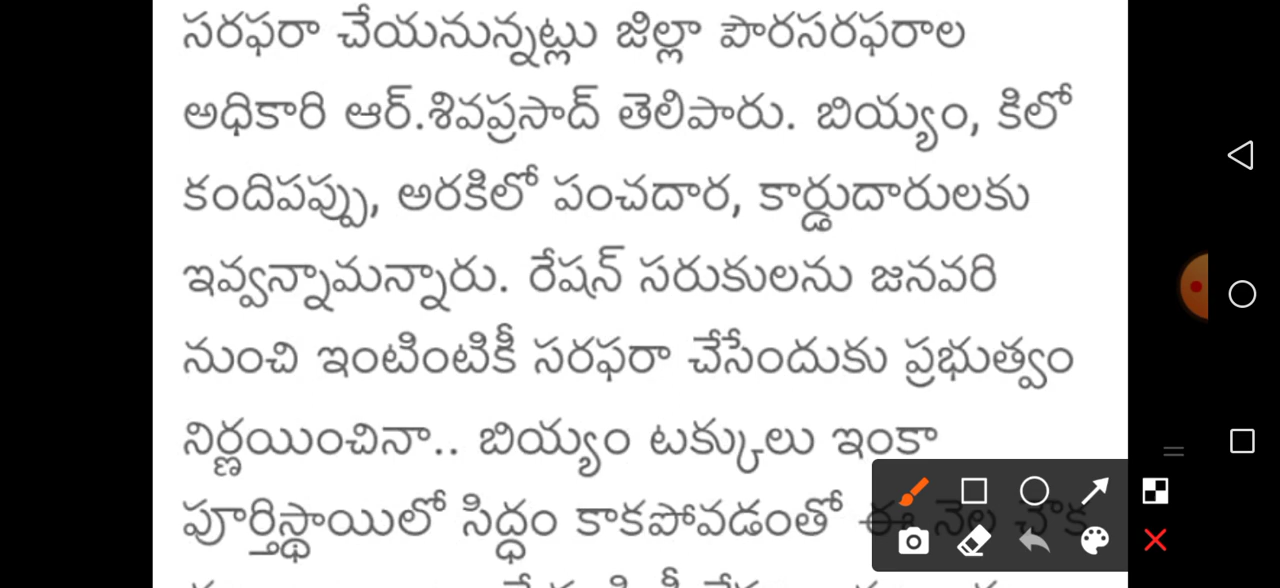 సరఫరా చేయనున్నట్లు జిల్లా పౌరసరఫరాల
అధికారి ఆర్.శివప్రసాద్ తెలిపారు. బియ్యం, కిలో
కందిపప్పు, అరకిలో పంచదార, కార్డుదారులకు
ఇవ్వన్నామన్నారు. రేషన్ సరుకులను జనవరి
నుంచి ఇంటింటికీ సరఫరా చేసేందుకు ప్రభుత్వం
నిర్ణయించినా.. బియ్యం టక్కులు ఇంకా
పూర్తిస్థాయిలో సిద్ధం కాకపోవడంతో ఈ నెల చౌక